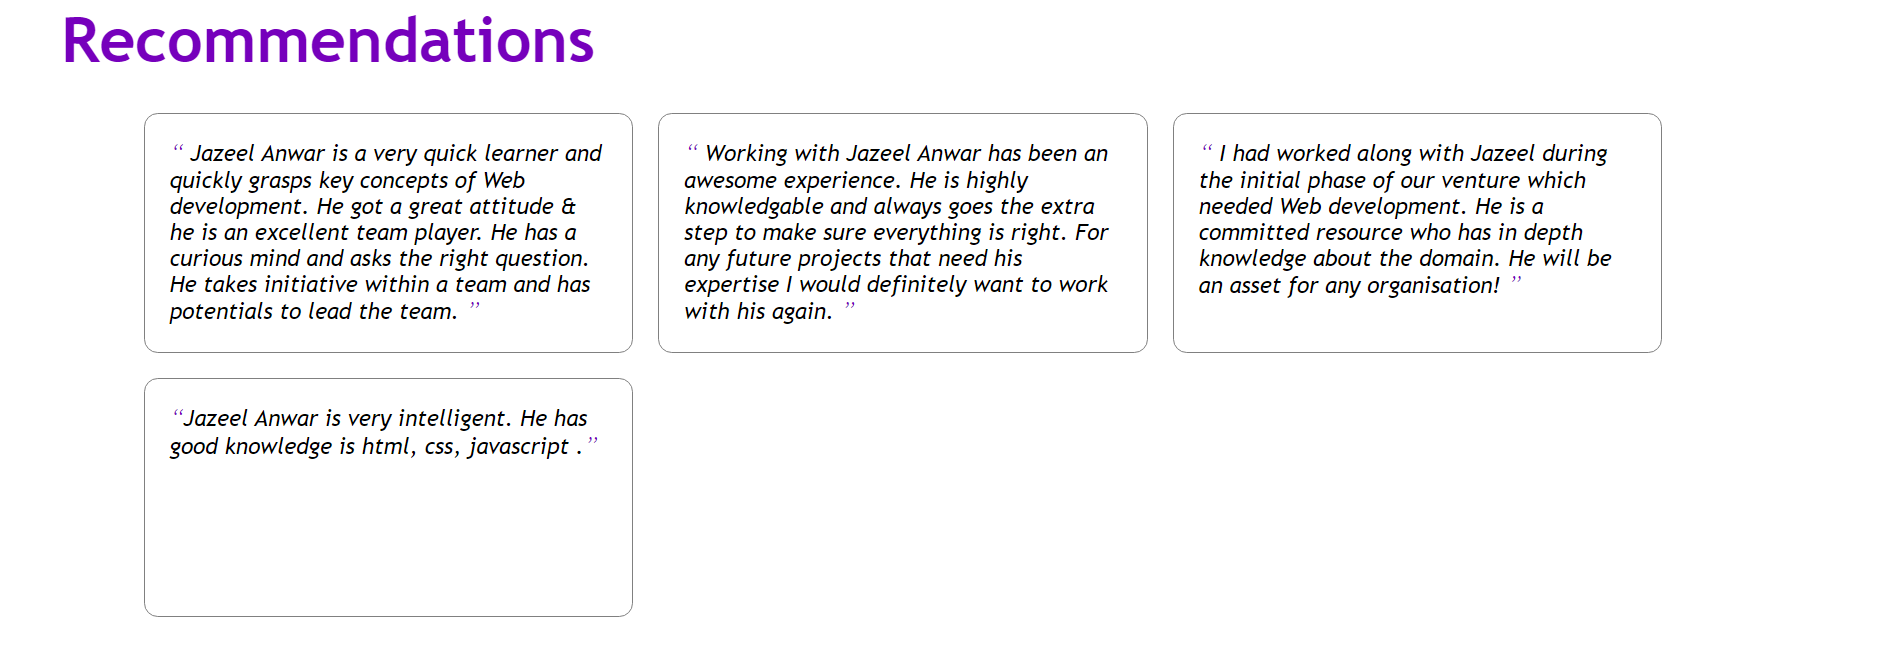 Recommendations
“ Jazeel Anwar is a very quick learner and
quickly grasps key concepts of Web
development. He got a great attitude &
he is an excellent team player. He has a
curious mind and asks the right question.
He takes initiative within a team and has
potentials to lead the team. ”
“ Working with Jazeel Anwar has been an
awesome experience. He is highly
knowledgable and always goes the extra
step to make sure everything is right. For
any future projects that need his
expertise I would definitely want to work
with his again. ”
“ I had worked along with Jazeel during
the initial phase of our venture which
needed Web development. He is a
committed resource who has in depth
knowledge about the domain. He will be
an asset for any organisation! ”
“Jazeel Anwar is very intelligent. He has
good knowledge is html, css, javascript .”